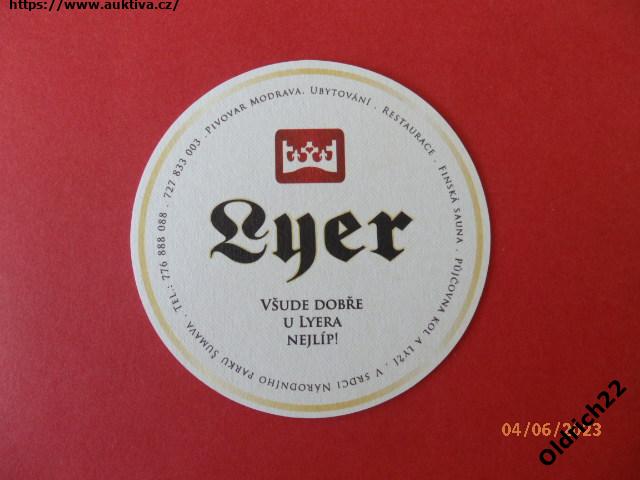 https://www.auktiva.cz/
Pivovar Modrava. Ubytování . Restaurace . Finská sauna . Půjčovna kol a lyží . V srdci Národního parku Šumava . Tel.: 776 888 088 . 727 833 003 .
Lyer
Všude dobře
u Lyera
nejlíp!
04/06/2023
Oldrich22